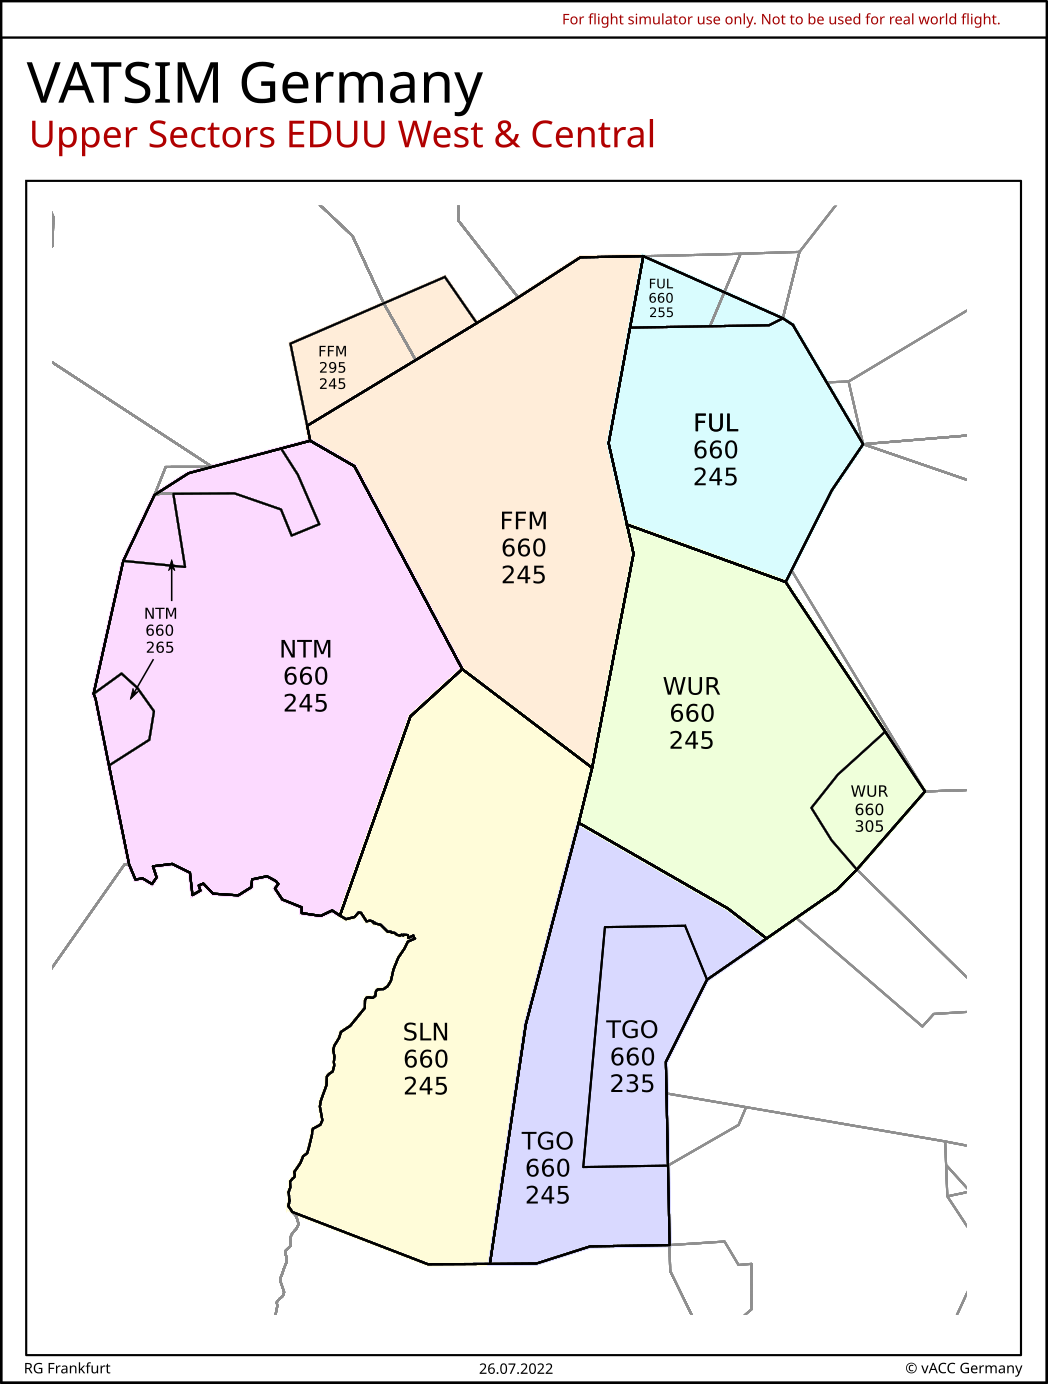 For flight simulator use only. Not to be used for real world flight.
VATSIM Germany
Upper Sectors EDUU West & Central
FUL
660
255
FFM
295
245
FUL
660
245
FFM
660
245
NTM
660
265
NTM
660
245
WUR
660
245
WUR
660
305
SLN
660
245
TGO
660
235
TGO
660
245
RG Frankfurt
26.07.2022
© vACC Germany